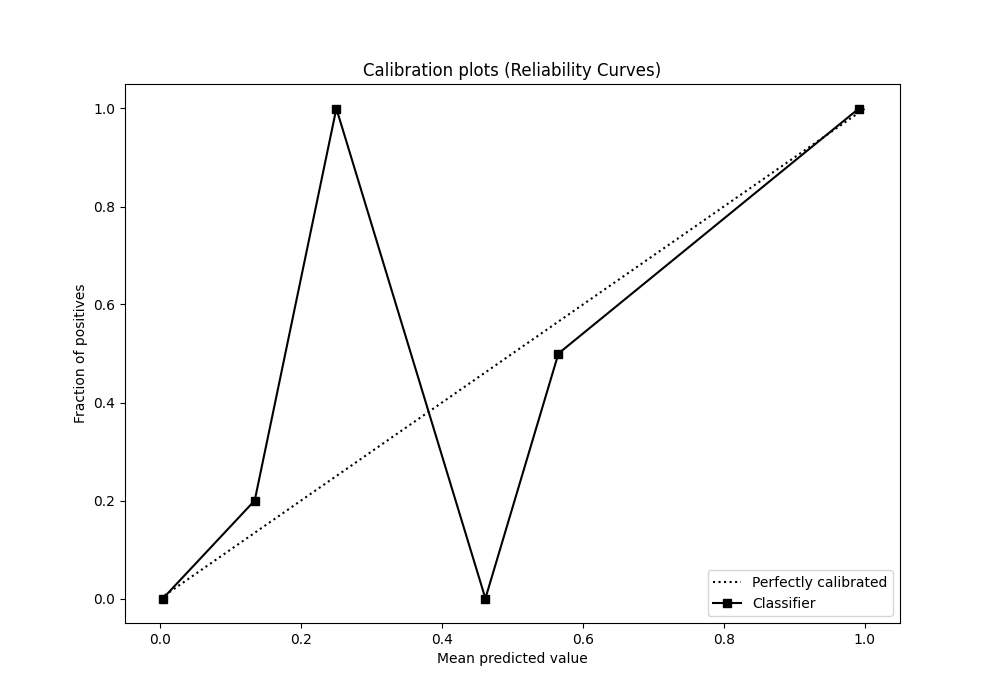 Calibration plots (Reliability Curves)
1.0
0.8
0.6
0.4
0.2
0.0
Fraction of positives
0.0 0.2 0.4 0.6 0.8 1.0
Mean predicted value
Perfectly calibrated
Classifier